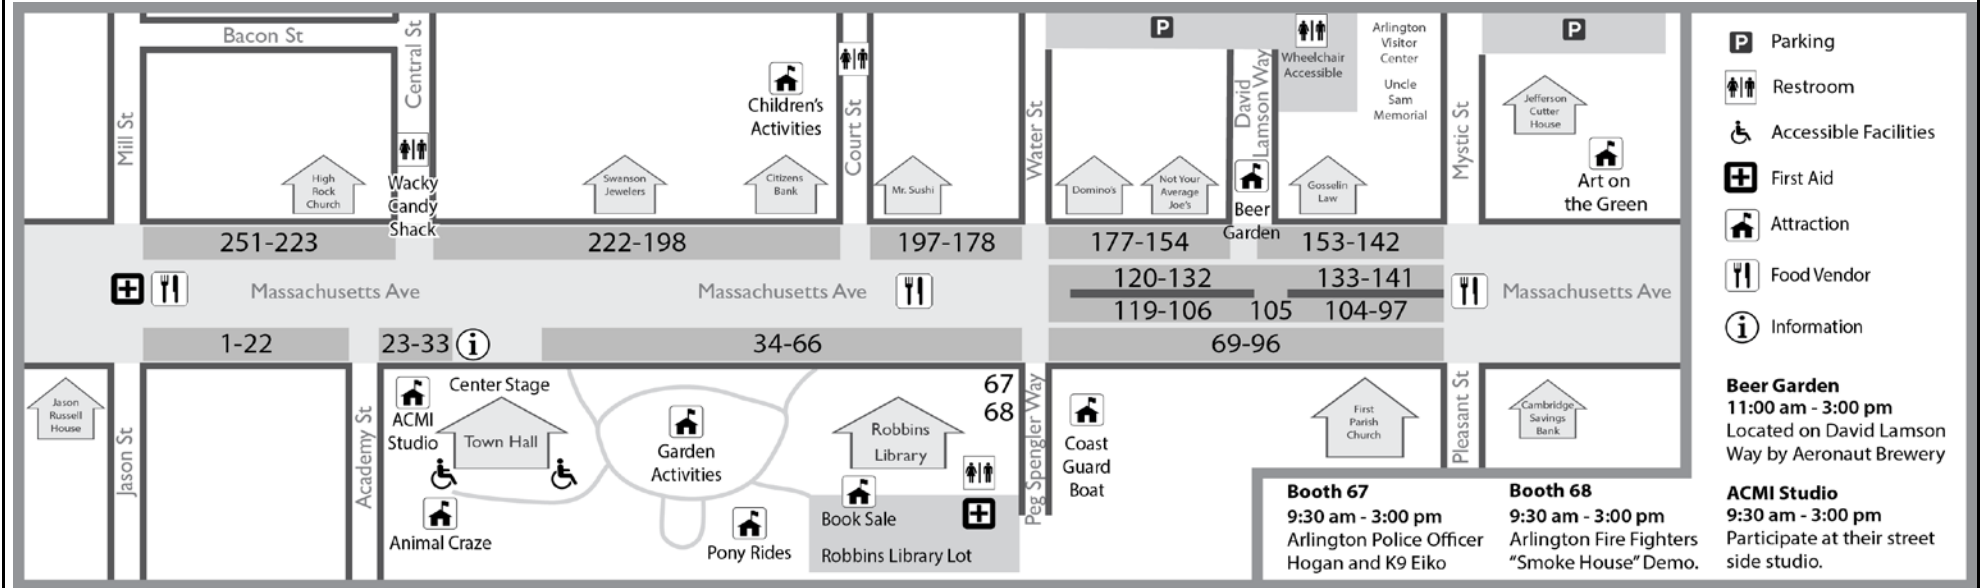 Bacon St
Central St
Mill St
Court St
Water St
David
Lamson Way
Mystic St
P
P
Wheelchair
Accessible
Arlington
Visitor
Center
Uncle
Sam
Memorial
Children's
Activities
Jefferson
Cutter
House
Art on
the Green
High
Rock
Church
Wacky
Candy
Shack
Swanson
Jewelers
Citizens
Bank
Mr. Sushi
Domino's
Not Your
Average
Joe's
Beer
Garden
Gosselin
Law
251-223
222-198
197-178
177-154
153-142
120-132
133-141
Massachusetts Ave
Massachusetts Ave
Massachusetts Ave
119-106
105
104-97
1-22
23-33
i
34-66
69-96
Jason
Russell
House
Jason St
Academy St
ACMI
Studio
Center Stage
Town Hall
Animal Craze
Garden
Activities
Pony Rides
Robbins
Library
67
68
Book Sale
Robbins Library Lot
Peg Spengler Way
Coast
Guard
Boat
First
Parish
Church
Pleasant St
Cambridge
Savings
Bank
P Parking
Restroom
Accessible Facilities
First Aid
Attraction
Food Vendor
i Information
Beer Garden
11:00 am - 3:00 pm
Located on David Lamson
Way by Aeronaut Brewery
ACMI Studio
9:30 am - 3:00 pm
Participate at their street
side studio.
Booth 67
9:30 am - 3:00 pm
Arlington Police Officer
Hogan and K9 Eiko
Booth 68
9:30 am - 3:00 pm
Arlington Fire Fighters
"Smoke House" Demo.